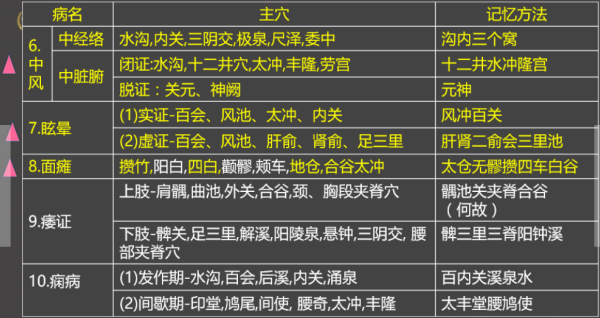 病名 主穴 记忆方法
6.中风 中经络 水沟,内关,三阴交,极泉,尺泽,委中 沟内三个窝
中脏腑 闭证:水沟,十二井穴,太冲,丰隆,劳宫 十二井水冲隆宫
脱证：关元、神阙 元神
7.眩晕 (1)实证-百会、风池、太冲、内关 风冲百关
(2)虚证-百会、风池、肝俞、肾俞、足三里 肝肾二俞会三里池
8.面瘫 攒竹,阳白,四白,颧髎,颊车,地仓,合谷太冲 太仓无髎攒四车白谷
9.痿证 上肢-肩髃,曲池,外关,合谷,颈、胸段夹脊穴 髃池关夹脊合谷
（何故）
下肢-髀关,足三里,解溪,阳陵泉,悬钟,三阴交, 腰 髀三里三脊阳钟溪
部夹脊穴
10.痫病 (1)发作期-水沟,百会,后溪,内关,涌泉 百内关溪泉水
(2)间歇期-印堂,鸠尾,间使, 腰奇,太冲,丰隆 太丰堂腰鸠使